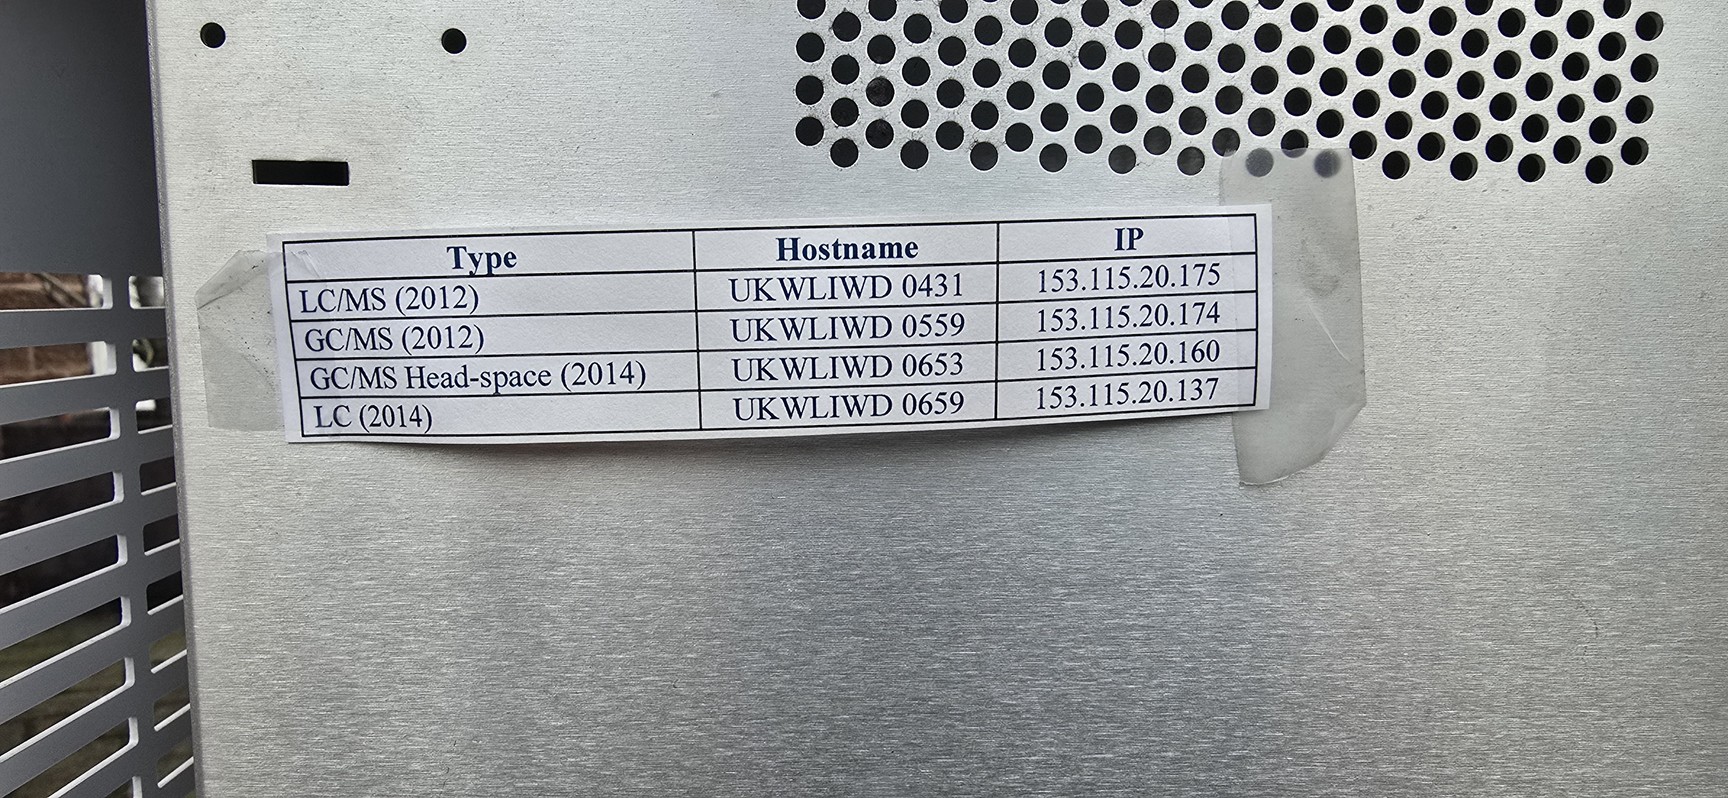 Type Hostname IP
LC/MS (2012) UKWLIWD 0431 153.115.20.175
GC/MS (2012) UKWLIWD 0559 153.115.20.174
GC/MS Head-space (2014) UKWLIWD 0653 153.115.20.160
LC (2014) UKWLIWD 0659 153.115.20.137